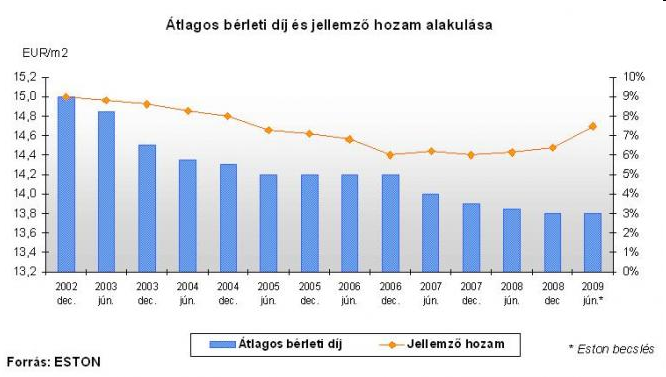 Átlagos bérleti díj és jellemző hozam alakulása
EUR/m2
15,2 10%
15,0 9%
14,8 8%
14,6 7%
14,4 6%
14,2 5%
14,0 4%
13,8 3%
13,6 2%
13,4 1%
13,2 0%
2002 2003 2003 2004 2004 2005 2005 2006 2006 2007 2007 2008 2008 2009
dec. jún. dec. jún. dec. jún. dec. jún. dec. jún. dec. jún. dec jún.*
Átlagos bérleti díj Jellemző hozam
* Eston becslés
Forrás: ESTON